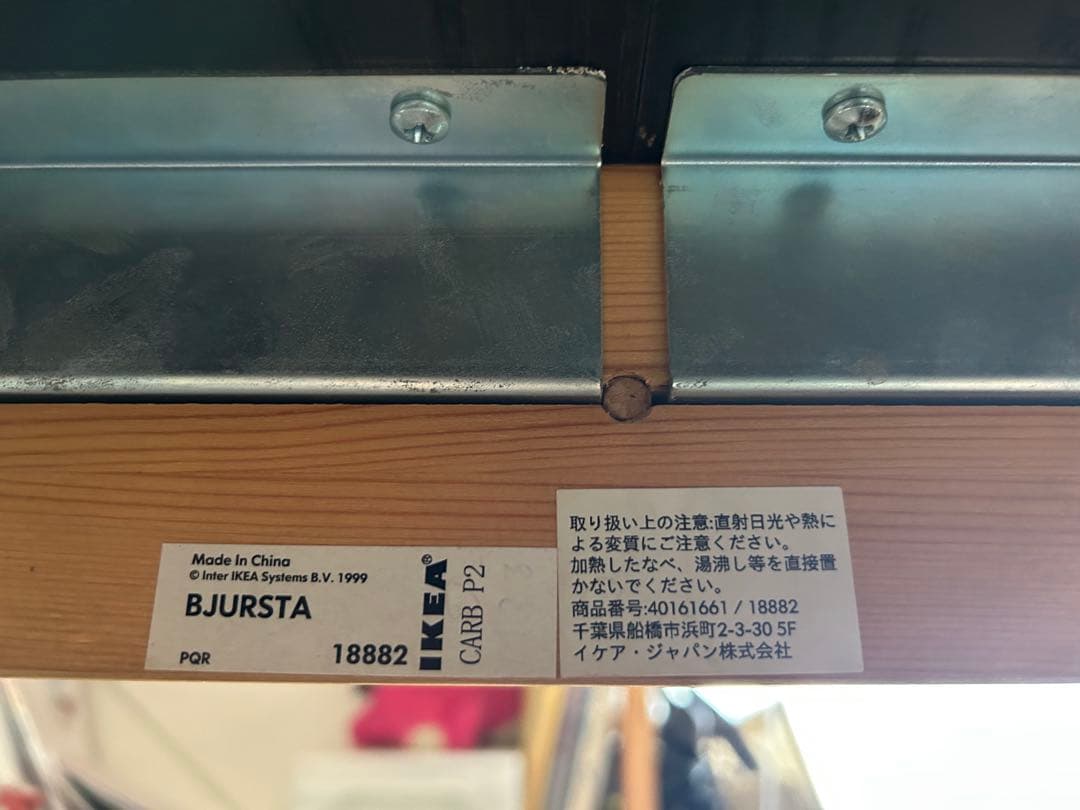 Made In China
© Inter IKEA Systems B.V. 1999
BJURSTA
PQR
18882
IKEA®
CARB P2
取り扱い上の注意:直射日光や熱に
よる変質にご注意ください。
加熱したなべ、湯沸し等を直接置
かないでください。
商品番号:40161661 / 18882
千葉県船橋市浜町2-3-30 5F
イケア・ジャパン株式会社